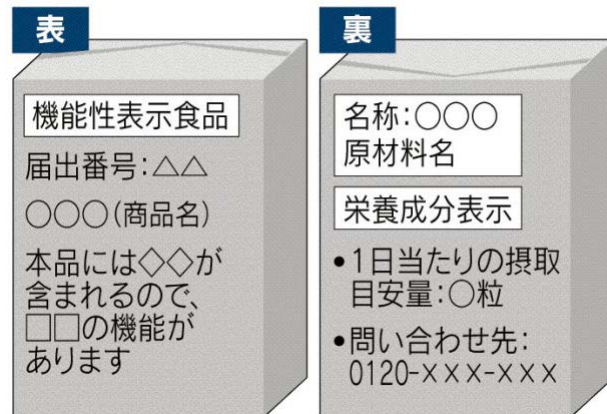 表
機能性表示食品
届出番号:△△
○○○(商品名)
本品には◇◇が
含まれるので、
□□の機能が
あります
裏
名称:○○○
原材料名
栄養成分表示
•1日当たりの摂取
目安量:○粒
•問い合わせ先:
0120-×××-×××